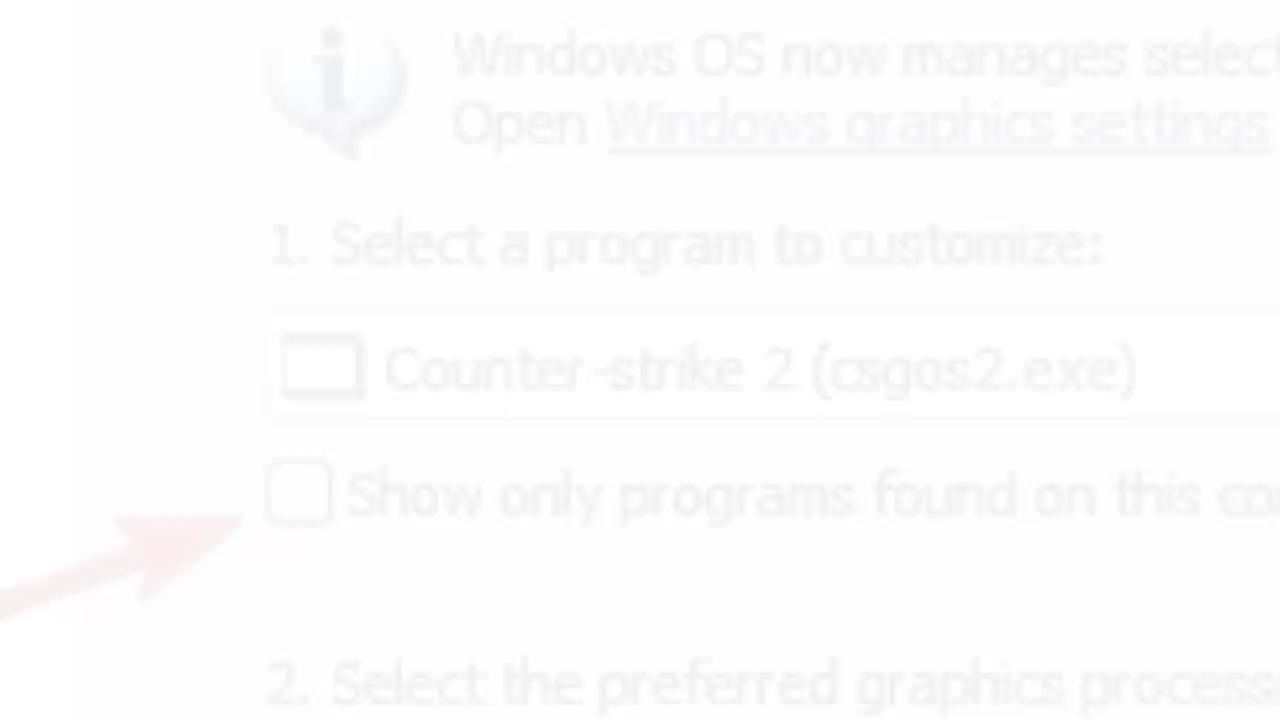 Windows OS now manages select
Open Windows graphics settings
1. Select a program to customize:
Counter-strike 2 (csgos2.exe)
Show only programs found on this co
2. Select the preferred graphics process